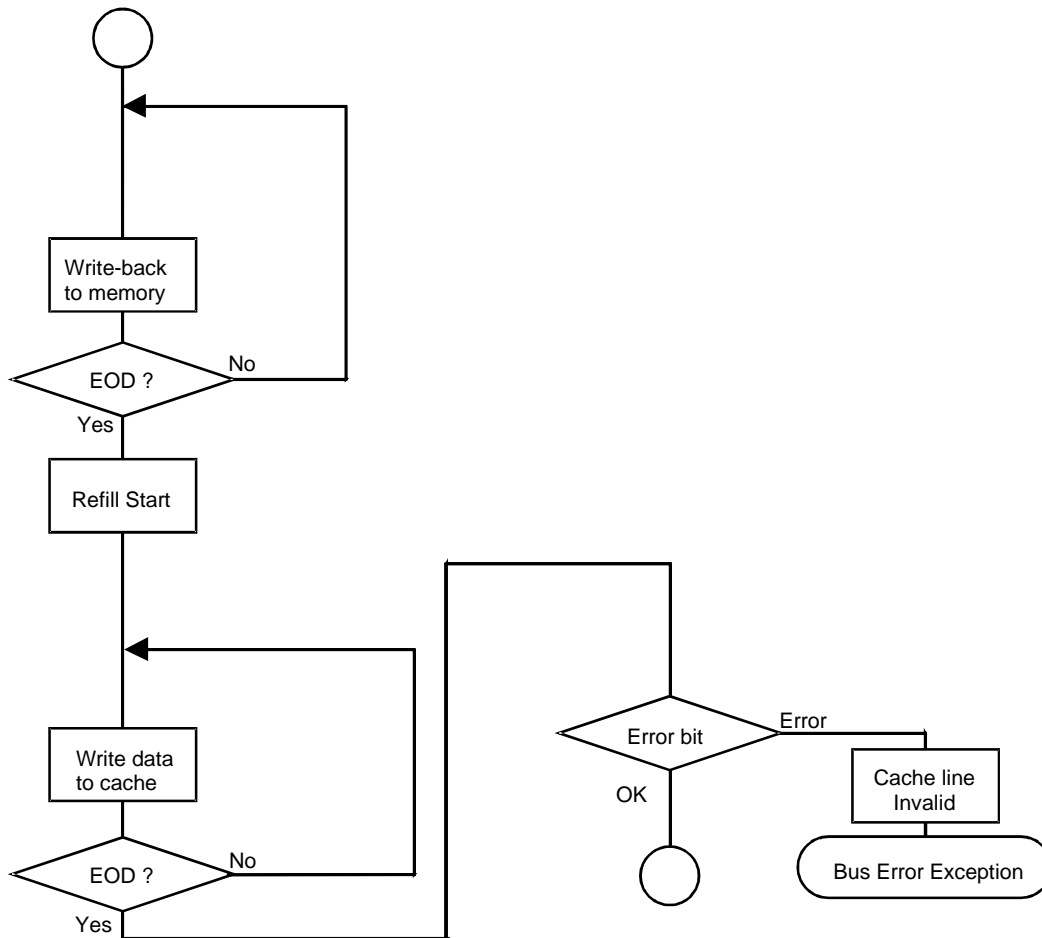 Write-back
to memory
EOD ?
No
Yes
Refill Start
Write data
to cache
EOD ?
No
Yes
Error bit
Error
OK
Cache line
Invalid
Bus Error Exception